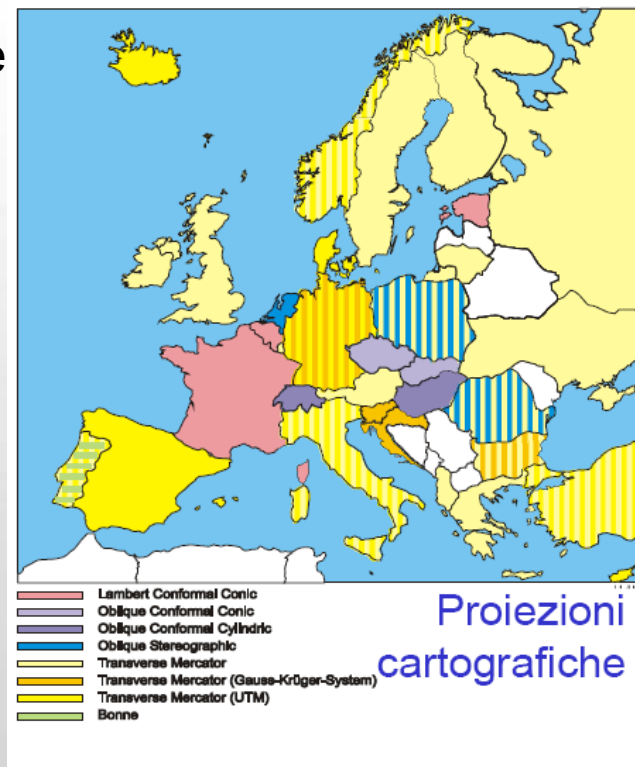 e
Lambert Conformal Conic
Oblique Conformal Conic
Oblique Conformal Cylindric
Oblique Stereographic
Transverse Mercator
Transverse Mercator (Gauss-Krüger-System)
Transverse Mercator (UTM)
Bonne
Proiezioni
cartografiche